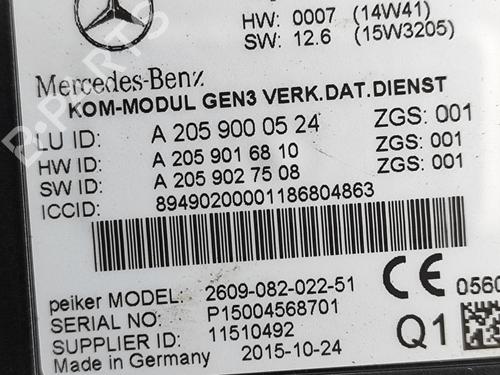 HW: 0007 (14W41)
SW: 12.6 (15W3205)
Mercedes-Benz
KOM-MODUL GEN3 VERK.DAT.DIENST
LU ID: A 205 900 05 24 ZGS: 001
HW ID: A 205 901 68 10 ZGS: 001
SW ID: A 205 902 75 08 ZGS: 001
ICCID: 89490200001186804863
peiker MODEL: 2609-082-022-51
SERIAL NO: P15004568701
SUPPLIER ID: 11510492
Made in Germany 2015-10-24
CE 0560
Q1
B-PARTS